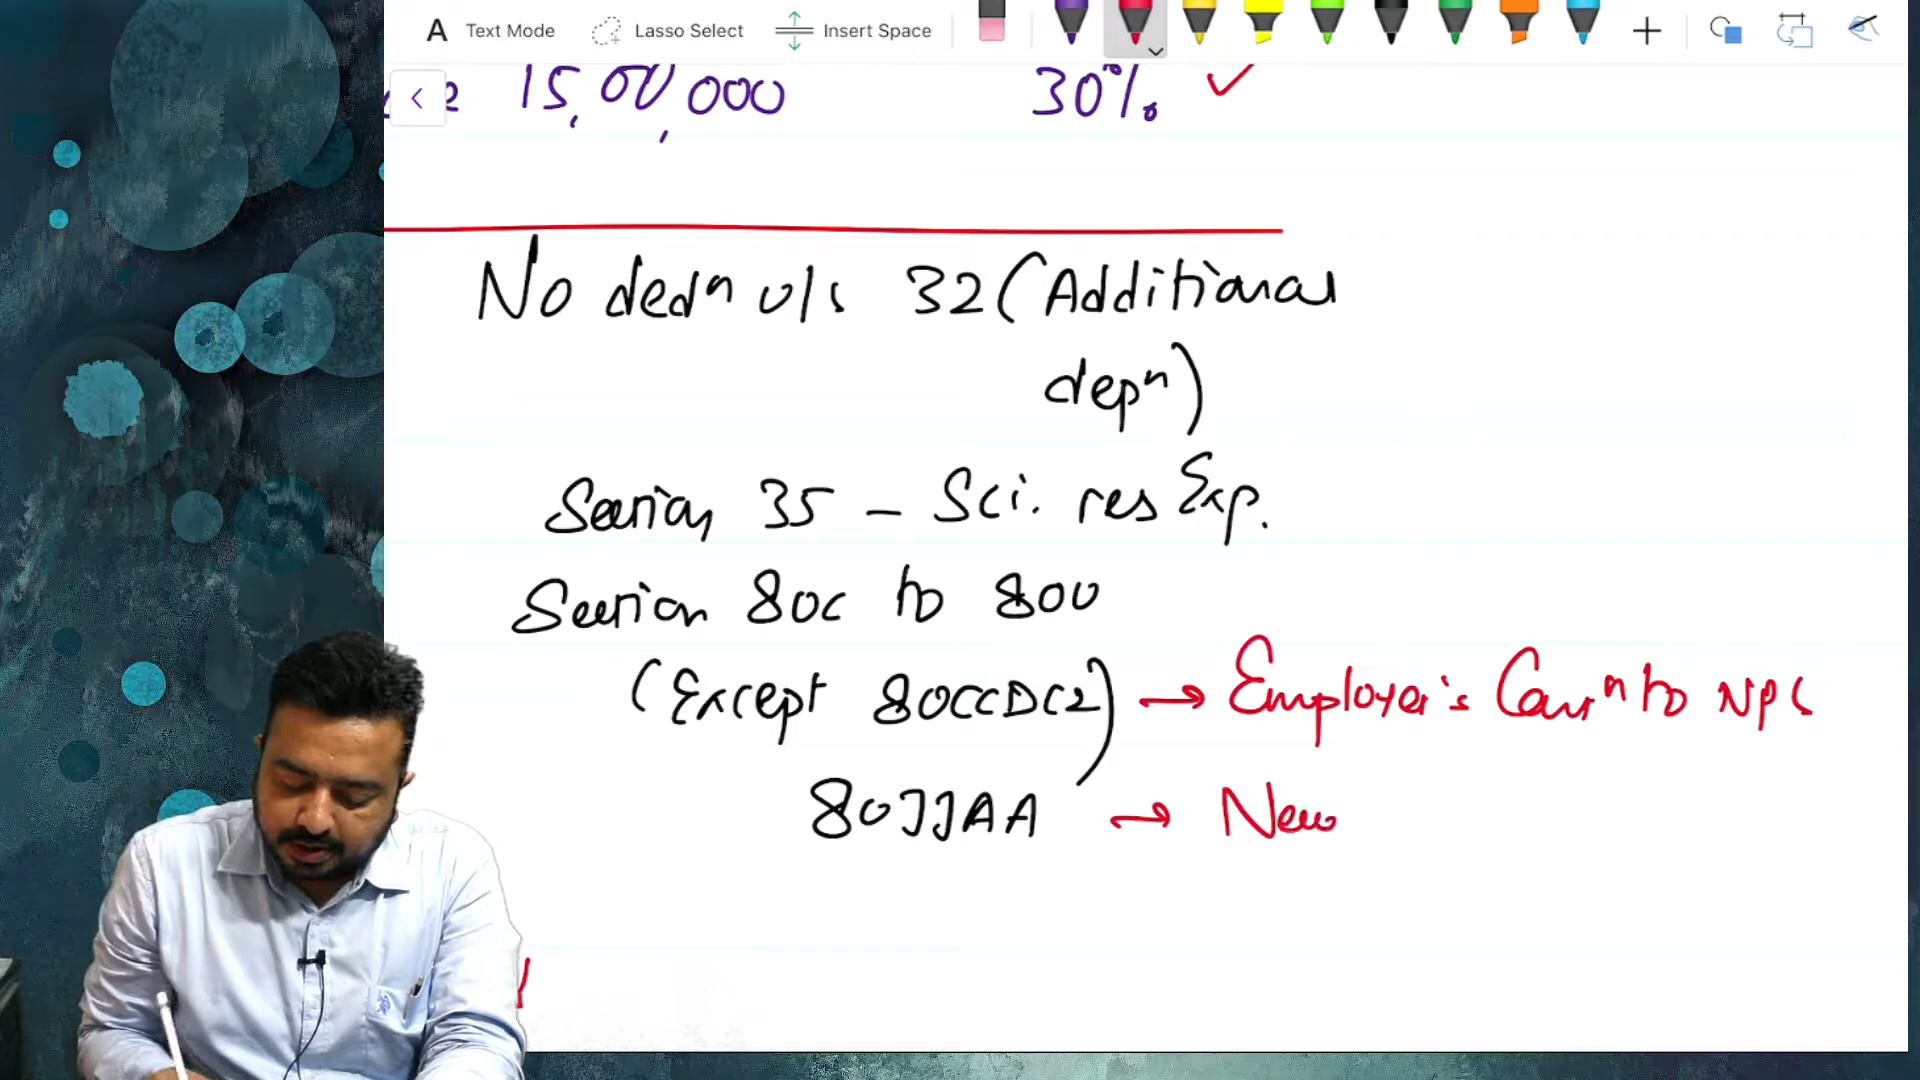 A Text Mode Lasso Select Insert Space
15,00,000 30%
No dedⁿ u/s 32 (Additional
depⁿ)
Section 35 - Sci. res Exp.
Section 80C to 80U
(Except 80CCD(2) → Employer's Contⁿ to NPS
80JJAA → New